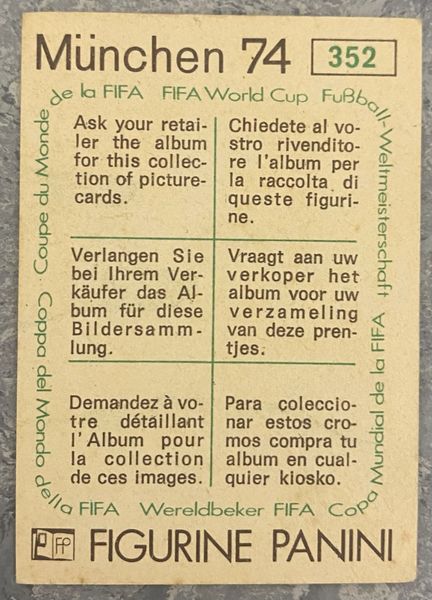 München 74 352
de la FIFA FIFA World Cup Fußball-Weltmeisterschaft
Copa Mundial de la FIFA
Wereldbeker FIFA
Coppa del Mondo Della FIFA
Coupe du Monde
Ask your retai-
ler the album
for this collec-
tion of picture-
cards.
Chiedete al vo-
stro rivendito-
re l'album per
la raccolta di
queste figuri-
ne.
Verlangen Sie
bei Ihrem Ver-
käufer das Al-
bum für diese
Bildersamm-
lung.
Vraagt aan uw
verkoper het
album voor uw
verzameling
van deze pren-
tjes.
Demandez à vo-
tre détaillant
l'Album pour
la collection
de ces images.
Para coleccio-
nar estos cro-
mos compra tu
album en cual-
quier kiosko.
FP FIGURINE PANINI